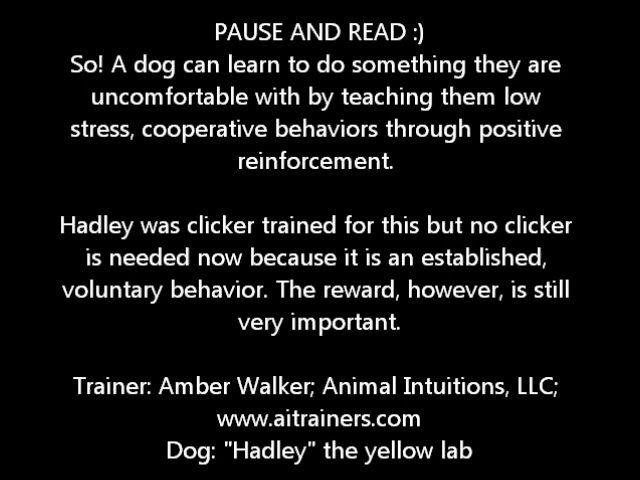 PAUSE AND READ :)
So! A dog can learn to do something they are
uncomfortable with by teaching them low
stress, cooperative behaviors through positive
reinforcement.
Hadley was clicker trained for this but no clicker
is needed now because it is an established,
voluntary behavior. The reward, however, is still
very important.
Trainer: Amber Walker; Animal Intuitions, LLC;
www.aitrainers.com
Dog: "Hadley" the yellow lab